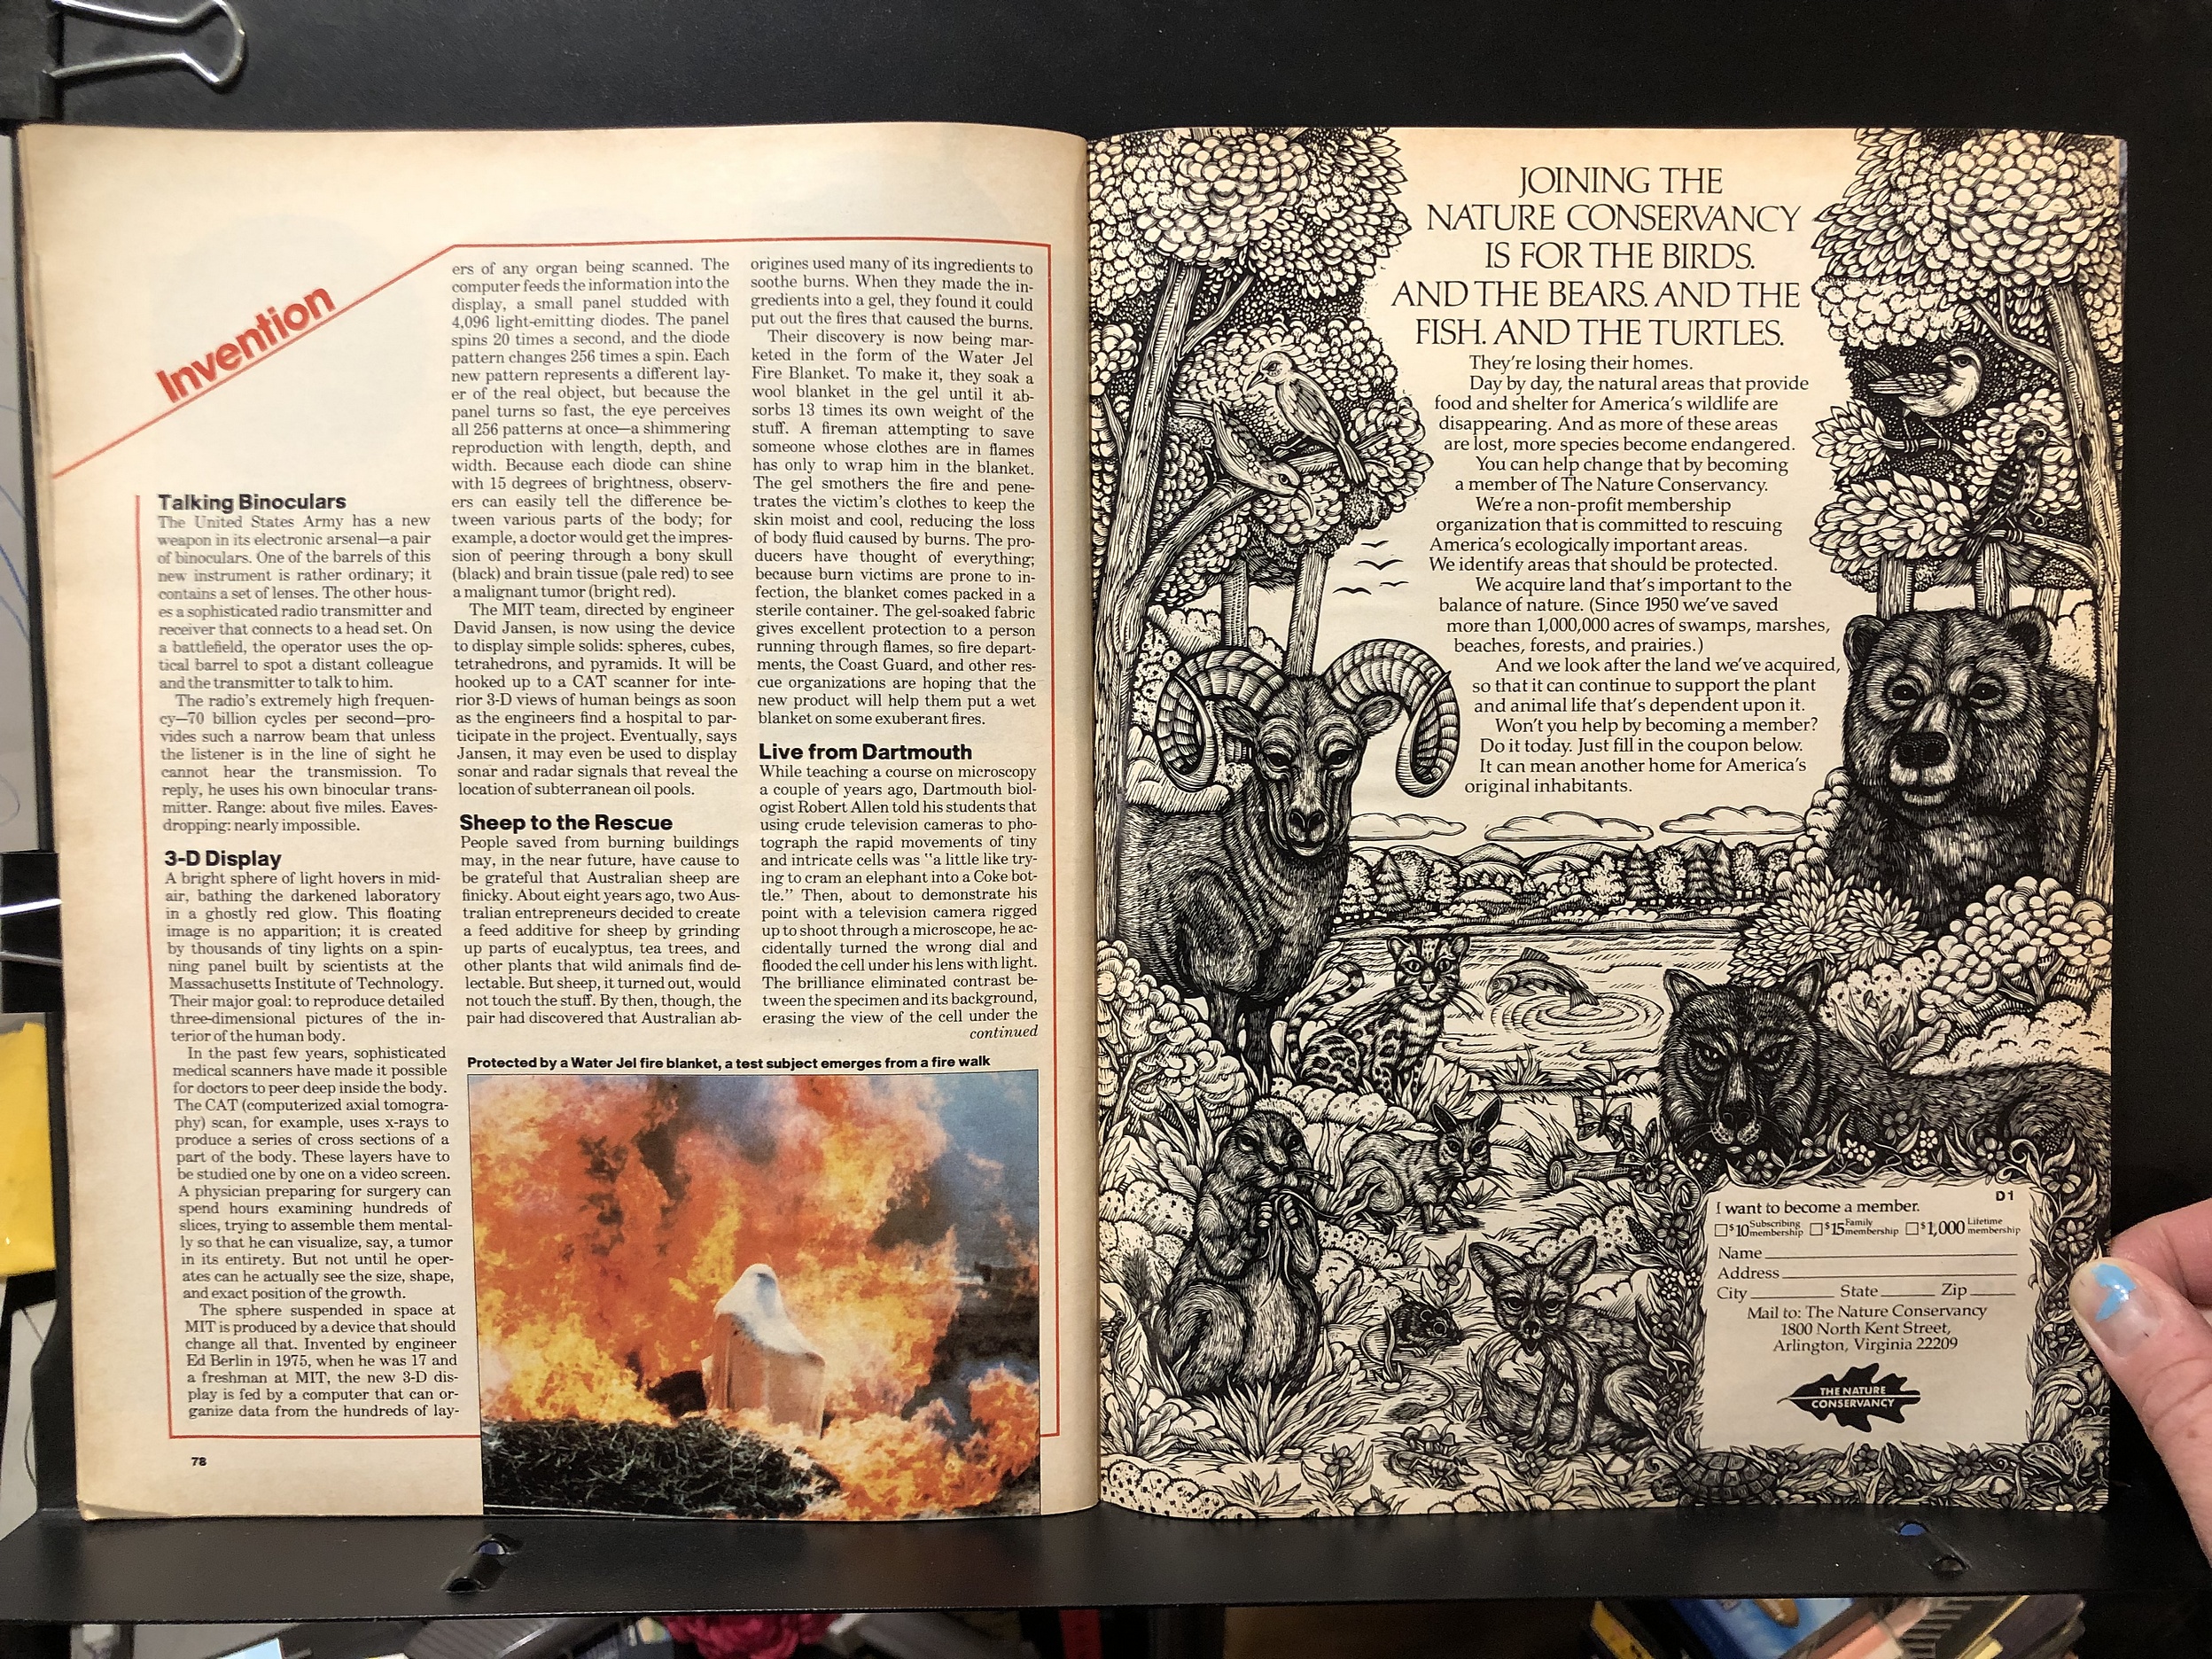 Invention
Talking Binoculars
The United States Army has a new
weapon in its electronic arsenal—a pair
of binoculars. One of the barrels of this
new instrument is rather ordinary; it
contains a set of lenses. The other hous-
es a sophisticated radio transmitter and
receiver that connects to a head set. On
a battlefield, the operator uses the op-
tical barrel to spot a distant colleague
and the transmitter to talk to him.
The radio's extremely high frequen-
cy—70 billion cycles per second—pro-
vides such a narrow beam that unless
the listener is in the line of sight he
cannot hear the transmission. To
reply, he uses his own binocular trans-
mitter. Range: about five miles. Eaves-
dropping: nearly impossible.
3-D Display
A bright sphere of light hovers in mid-
air, bathing the darkened laboratory
in a ghostly red glow. This floating
image is no apparition; it is created
by thousands of tiny lights on a spin-
ning panel built by scientists at the
Massachusetts Institute of Technology.
Their major goal: to reproduce detailed
three-dimensional pictures of the in-
terior of the human body.
In the past few years, sophisticated
medical scanners have made it possible
for doctors to peer deep inside the body.
The CAT (computerized axial tomogra-
phy) scan, for example, uses x-rays to
produce a series of cross sections of a
part of the body. These layers have to
be studied one by one on a video screen.
A physician preparing for surgery can
spend hours examining hundreds of
slices, trying to assemble them mental-
ly so that he can visualize, say, a tumor
in its entirety. But not until he oper-
ates can he actually see the size, shape,
and exact position of the growth.
The sphere suspended in space at
MIT is produced by a device that should
change all that. Invented by engineer
Ed Berlin in 1975, when he was 17 and
a freshman at MIT, the new 3-D dis-
play is fed by a computer that can or-
ganize data from the hundreds of lay-
ers of any organ being scanned. The
computer feeds the information into the
display, a small panel studded with
4,096 light-emitting diodes. The panel
spins 20 times a second, and the diode
pattern changes 256 times a spin. Each
new pattern represents a different lay-
er of the real object, but because the
panel turns so fast, the eye perceives
all 256 patterns at once—a shimmering
reproduction with length, depth, and
width. Because each diode can shine
with 15 degrees of brightness, observ-
ers can easily tell the difference be-
tween various parts of the body; for
example, a doctor would get the impres-
sion of peering through a bony skull
(black) and brain tissue (pale red) to see
a malignant tumor (bright red).
The MIT team, directed by engineer
David Jansen, is now using the device
to display simple solids: spheres, cubes,
tetrahedrons, and pyramids. It will be
hooked up to a CAT scanner for inte-
rior 3-D views of human beings as soon
as the engineers find a hospital to par-
ticipate in the project. Eventually, says
Jansen, it may even be used to display
sonar and radar signals that reveal the
location of subterranean oil pools.
Sheep to the Rescue
People saved from burning buildings
may, in the near future, have cause to
be grateful that Australian sheep are
finicky. About eight years ago, two Aus-
tralian entrepreneurs decided to create
a feed additive for sheep by grinding
up parts of eucalyptus, tea trees, and
other plants that wild animals find de-
lectable. But sheep, it turned out, would
not touch the stuff. By then, though, the
pair had discovered that Australian ab-
origines used many of its ingredients to
soothe burns. When they made the in-
gredients into a gel, they found it could
put out the fires that caused the burns.
Their discovery is now being mar-
keted in the form of the Water Jel
Fire Blanket. To make it, they soak a
wool blanket in the gel until it ab-
sorbs 13 times its own weight of the
stuff. A fireman attempting to save
someone whose clothes are in flames
has only to wrap him in the blanket.
The gel smothers the fire and pene-
trates the victim's clothes to keep the
skin moist and cool, reducing the loss
of body fluid caused by burns. The pro-
ducers have thought of everything;
because burn victims are prone to in-
fection, the blanket comes packed in a
sterile container. The gel-soaked fabric
gives excellent protection to a person
running through flames, so fire depart-
ments, the Coast Guard, and other res-
cue organizations are hoping that the
new product will help them put a wet
blanket on some exuberant fires.
Live from Dartmouth
While teaching a course on microscopy
a couple of years ago, Dartmouth biol-
ogist Robert Allen told his students that
using crude television cameras to pho-
tograph the rapid movements of tiny
and intricate cells was "a little like try-
ing to cram an elephant into a Coke bot-
tle." Then, about to demonstrate his
point with a television camera rigged
up to shoot through a microscope, he ac-
cidentally turned the wrong dial and
flooded the cell under his lens with light.
The brilliance eliminated contrast be-
tween the specimen and its background,
erasing the view of the cell under the
continued
Protected by a Water Jel fire blanket, a test subject emerges from a fire walk
78
JOINING THE
NATURE CONSERVANCY
IS FOR THE BIRDS.
AND THE BEARS. AND THE
FISH. AND THE TURTLES.
They're losing their homes.
Day by day, the natural areas that provide
food and shelter for America's wildlife are
disappearing. And as more of these areas
are lost, more species become endangered.
You can help change that by becoming
a member of The Nature Conservancy.
We're a non-profit membership
organization that is committed to rescuing
America's ecologically important areas.
We identify areas that should be protected.
We acquire land that's important to the
balance of nature. (Since 1950 we've saved
more than 1,000,000 acres of swamps, marshes,
beaches, forests, and prairies.)
And we look after the land we've acquired,
so that it can continue to support the plant
and animal life that's dependent upon it.
Won't you help by becoming a member?
Do it today. Just fill in the coupon below.
It can mean another home for America's
original inhabitants.
D1
I want to become a member.
$10 Subscribing membership $15 Family membership $1,000 Lifetime membership
Name
Address
City State Zip
Mail to: The Nature Conservancy
1800 North Kent Street,
Arlington, Virginia 22209
THE NATURE
CONSERVANCY